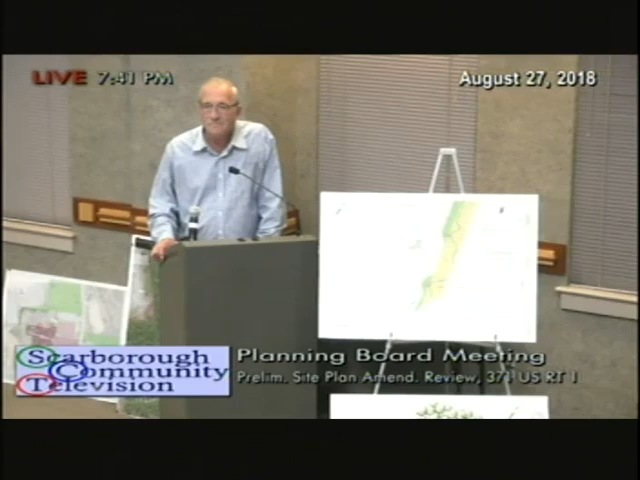 LIVE 7:41 PM
August 27, 2018
Scarborough
Community
Television
Planning Board Meeting
Prelim. Site Plan Amend. Review, 371 US RT 1